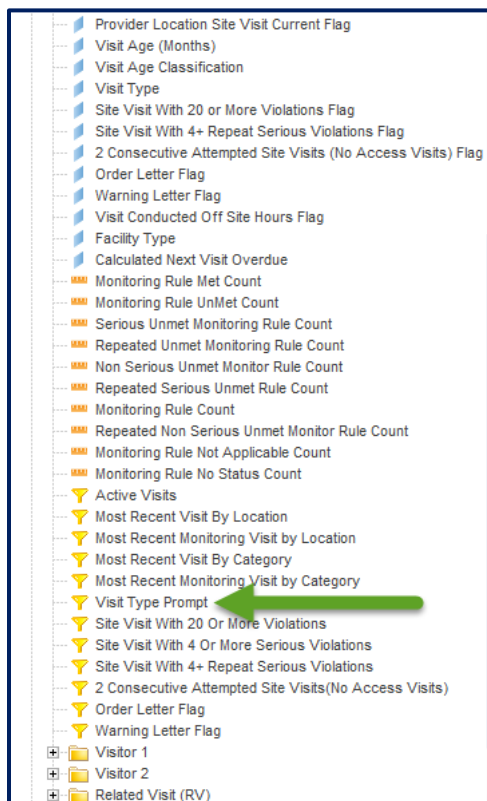 Provider Location Site Visit Current Flag
Visit Age (Months)
Visit Age Classification
Visit Type
Site Visit With 20 or More Violations Flag
Site Visit With 4+ Repeat Serious Violations Flag
2 Consecutive Attempted Site Visits (No Access Visits) Flag
Order Letter Flag
Warning Letter Flag
Visit Conducted Off Site Hours Flag
Facility Type
Calculated Next Visit Overdue
Monitoring Rule Met Count
Monitoring Rule UnMet Count
Serious Unmet Monitoring Rule Count
Repeated Unmet Monitoring Rule Count
Non Serious Unmet Monitor Rule Count
Repeated Serious Unmet Rule Count
Monitoring Rule Count
Repeated Non Serious Unmet Monitor Rule Count
Monitoring Rule Not Applicable Count
Monitoring Rule No Status Count
Active Visits
Most Recent Visit By Location
Most Recent Monitoring Visit by Location
Most Recent Visit By Category
Most Recent Monitoring Visit by Category
Visit Type Prompt
Site Visit With 20 Or More Violations
Site Visit With 4 Or More Serious Violations
Site Visit With 4+ Repeat Serious Violations
2 Consecutive Attempted Site Visits(No Access Visits)
Order Letter Flag
Warning Letter Flag
Visitor 1
Visitor 2
Related Visit (RV)